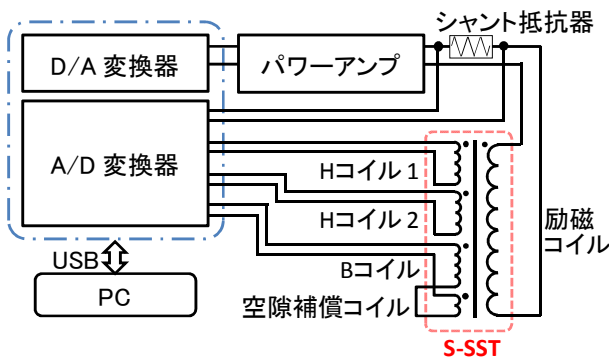 シャント抵抗器
D/A 変換器
パワーアンプ
A/D 変換器
Hコイル 1
Hコイル 2
励磁
コイル
USB
Bコイル
PC
空隙補償コイル
S-SST